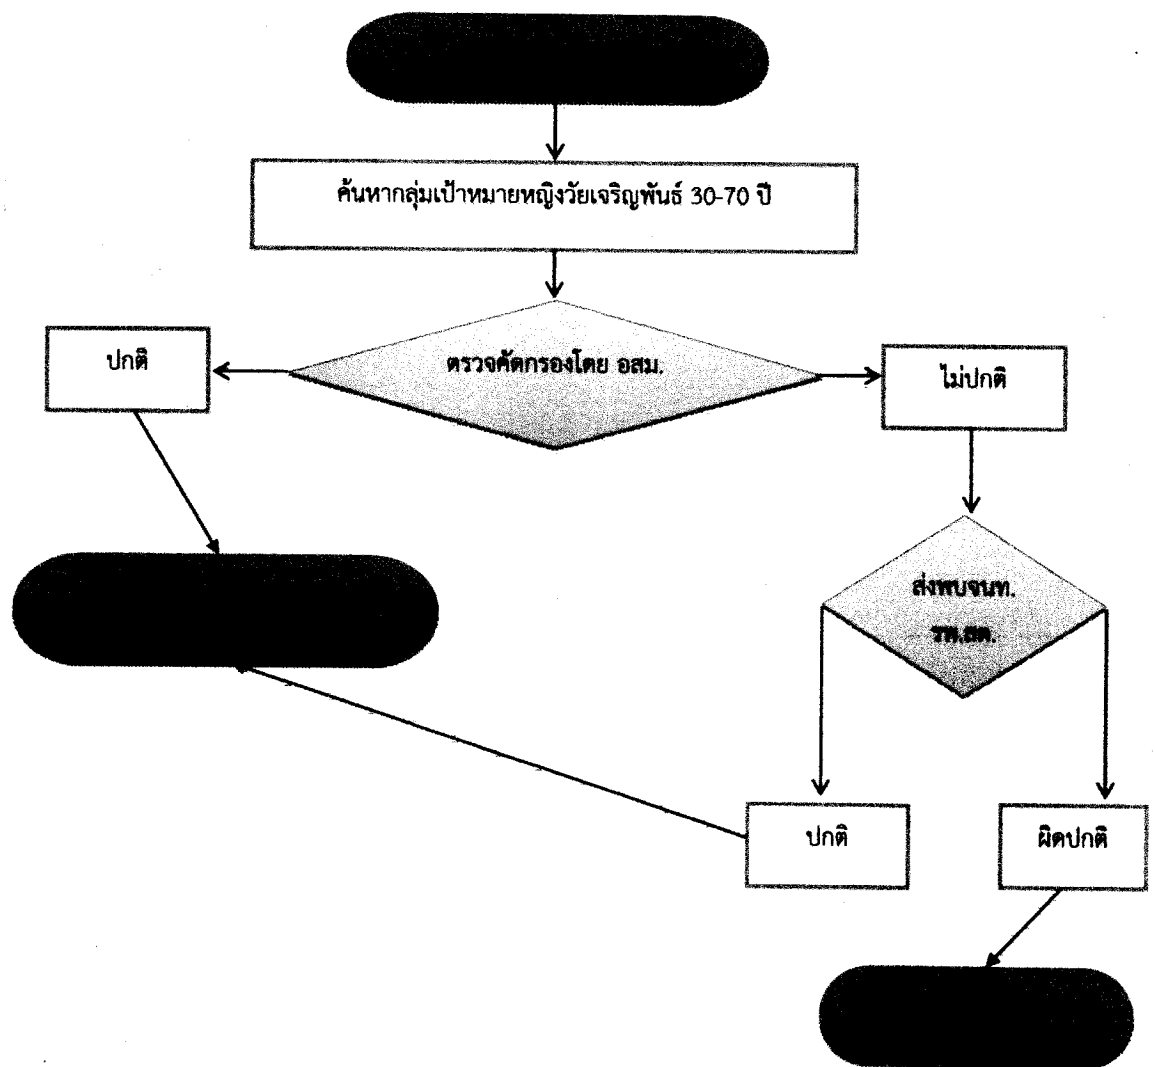 ค้นหากลุ่มเป้าหมายหญิงวัยเจริญพันธ์ 30-70 ปี
ตรวจคัดกรองโดย อสม.
ปกติ
ไม่ปกติ
ส่งพบจนท.
รพ.สต.
ปกติ
ผิดปกติ